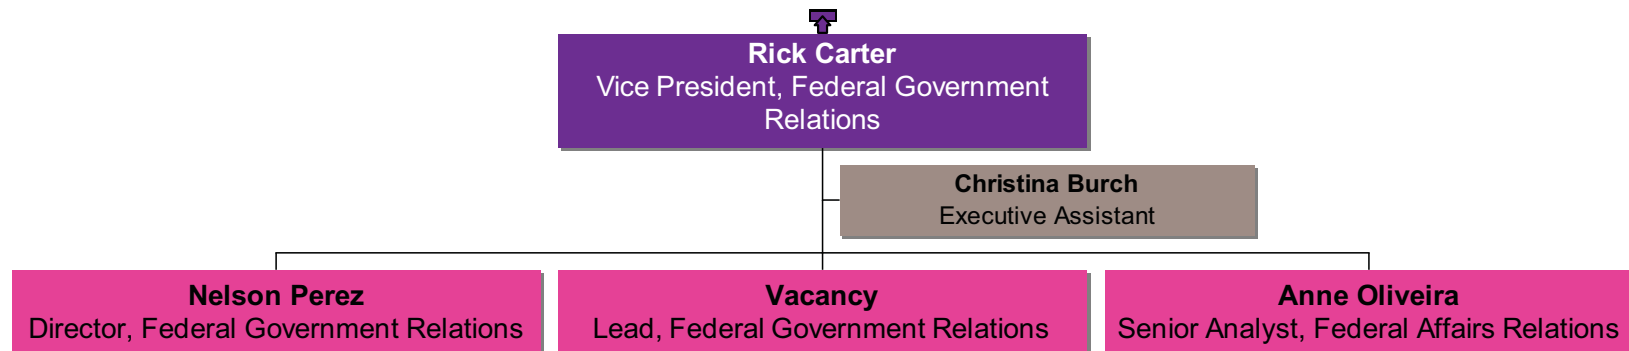 Rick Carter
Vice President, Federal Government
Relations
Christina Burch
Executive Assistant
Nelson Perez
Director, Federal Government Relations
Vacancy
Lead, Federal Government Relations
Anne Oliveira
Senior Analyst, Federal Affairs Relations